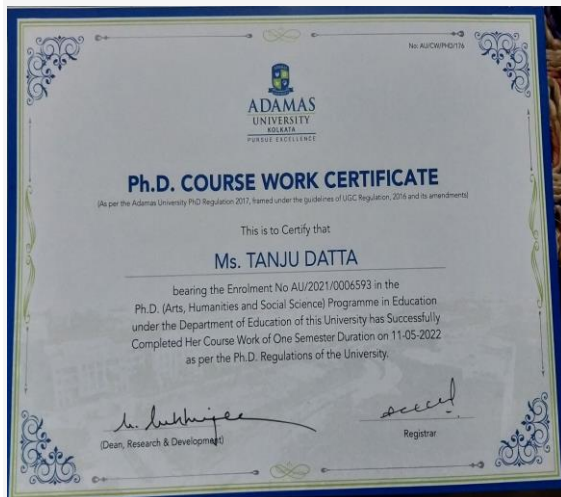 No: AU/CW/PHD/176
ADAMAS
UNIVERSITY
KOLKATA
PURSUE EXCELLENCE
Ph.D. COURSE WORK CERTIFICATE
(As per the Adamas University PhD Regulation 2017, framed under the guidelines of UGC Regulation, 2016 and its amendments)
This is to Certify that
Ms. TANJU DATTA
bearing the Enrolment No AU/2021/0006593 in the
Ph.D. (Arts, Humanities and Social Science) Programme in Education
under the Department of Education of this University has Successfully
Completed Her Course Work of One Semester Duration on 11-05-2022
as per the Ph.D. Regulations of the University.
(Dean, Research & Development)
Registrar